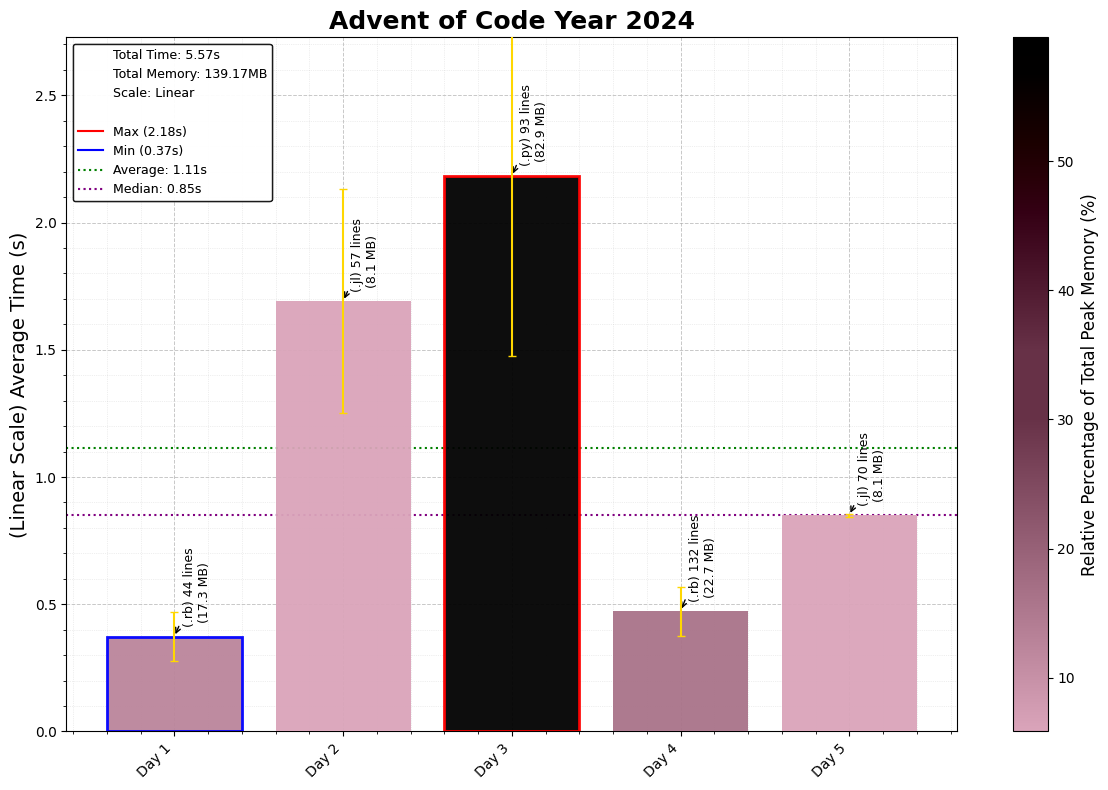 Advent of Code Year 2024
Total Time: 5.57s
Total Memory: 139.17MB
Scale: Linear
Max (2.18s)
Min (0.37s)
Average: 1.11s
Median: 0.85s
(Linear Scale) Average Time (s)
2.5
2.0
1.5
1.0
0.5
0.0
(.rb) 44 lines
(17.3 MB)
(.jl) 57 lines
(8.1 MB)
(.py) 93 lines
(82.9 MB)
(.rb) 132 lines
(22.7 MB)
(.jl) 70 lines
(8.1 MB)
Day 1
Day 2
Day 3
Day 4
Day 5
50
40
30
20
10
Relative Percentage of Total Peak Memory (%)